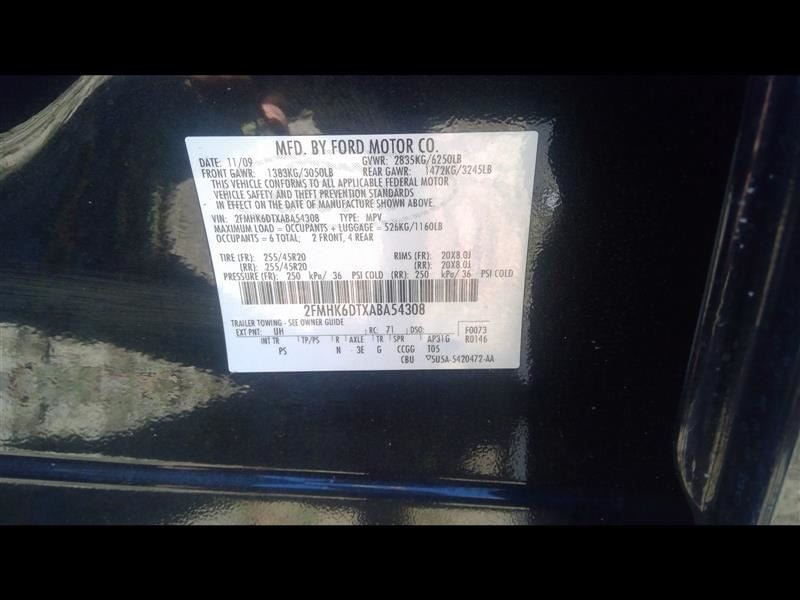 MFD. BY FORD MOTOR CO.
DATE: 11/09 GVWR: 2835KG/6250LB
FRONT GAWR: 1383KG/3050LB REAR GAWR: 1472KG/3245LB
THIS VEHICLE CONFORMS TO ALL APPLICABLE FEDERAL MOTOR
VEHICLE SAFETY AND THEFT PREVENTION STANDARDS
IN EFFECT ON THE DATE OF MANUFACTURE SHOWN ABOVE.
VIN: 2FMHK6DTXABA54308 TYPE: MPV
MAXIMUM LOAD = OCCUPANTS + LUGGAGE = 526KG/1160LB
OCCUPANTS = 6 TOTAL; 2 FRONT, 4 REAR
TIRE (FR): 255/45R20 RIMS (FR): 20X8.0J
(RR): 255/45R20 (RR): 20X8.0J
PRESSURE (FR): 250 kPa/ 36 PSI COLD (RR): 250 kPa/ 36 PSI COLD
2FMHK6DTXABA54308
TRAILER TOWING - SEE OWNER GUIDE
EXT PNT: UH RC: 71 DSO: F0073
INT TR TP/PS R AXLE TR SPR AP31G R0146
PS N 3E G CCGG T05
CBU 5U5A-5420472-AA